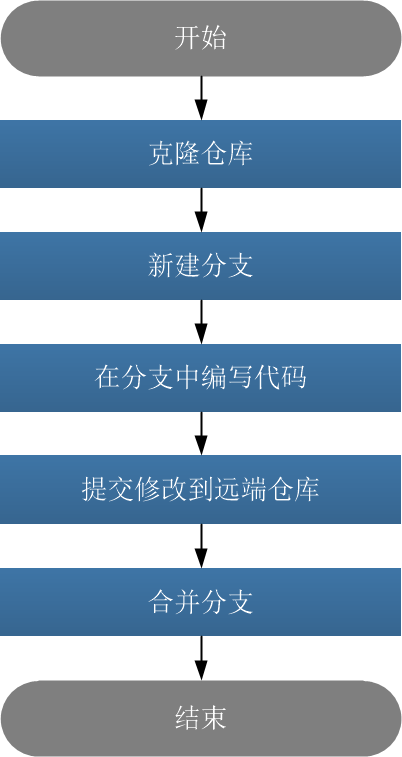 开始
克隆仓库
新建分支
在分支中编写代码
提交修改到远端仓库
合并分支
结束